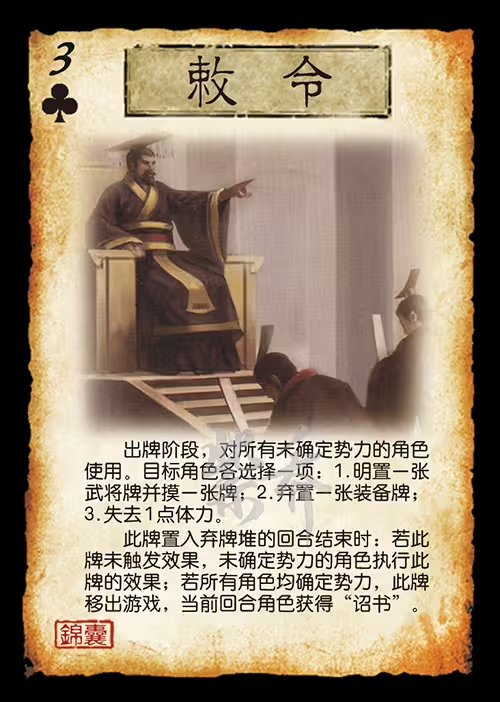 3
敕令
出牌阶段，对所有未确定势力的角色
使用。目标角色各选择一项：1.明置一张
武将牌并摸一张牌；2.弃置一张装备牌；
3.失去1点体力。
此牌置入弃牌堆的回合结束时：若此
牌未触发效果，未确定势力的角色执行此
牌的效果；若所有角色均确定势力，此牌
移出游戏，当前回合角色获得“诏书”。
錦囊